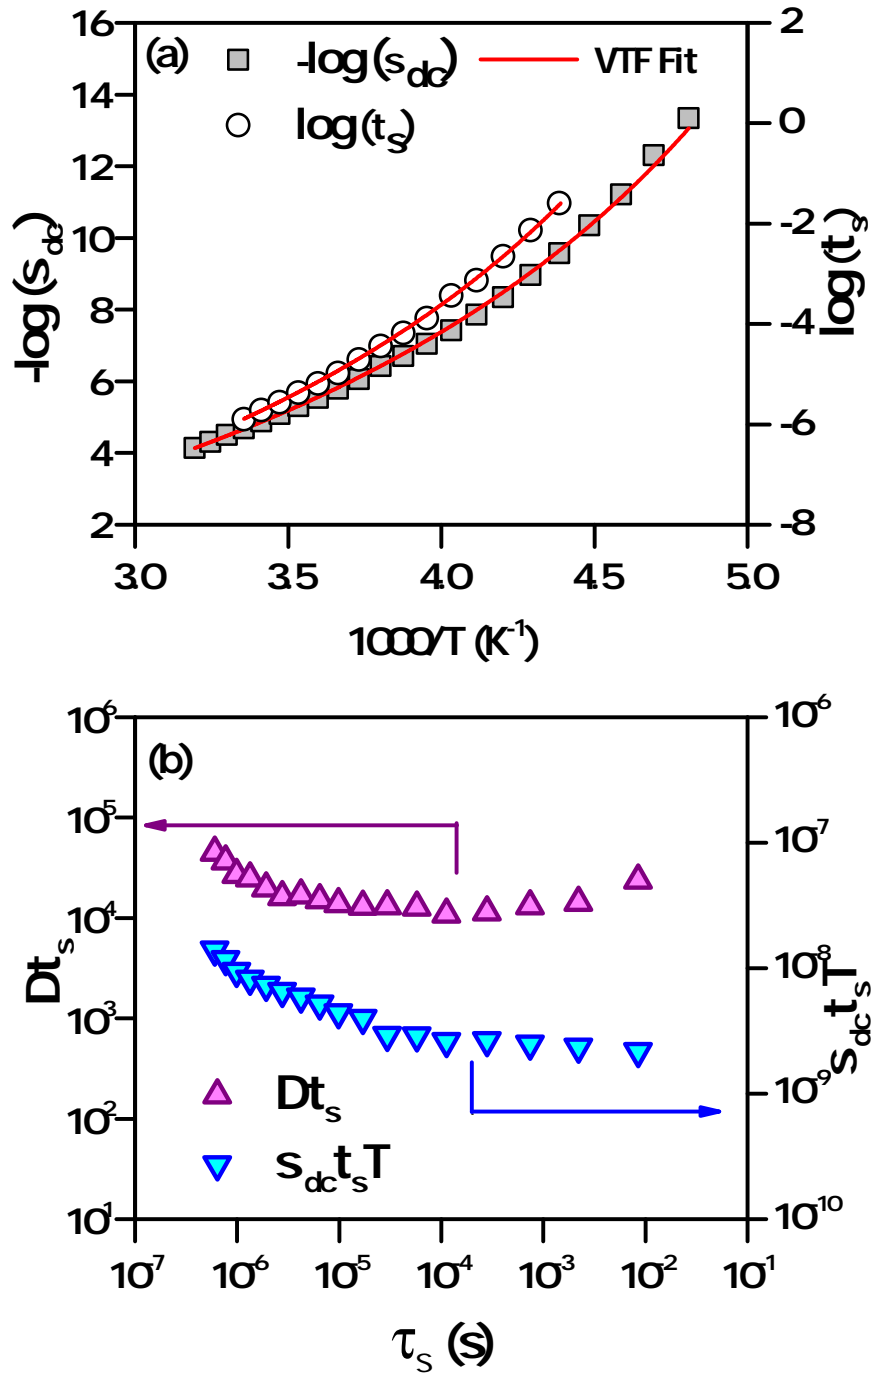 (a)
-log(s_dc)
VTF Fit
log(t_s)
16
14
12
10
8
6
4
2
-log(s_dc)
2
0
-2
-4
-6
-8
log(t_s)
3.0 3.5 4.0 4.5 5.0
1000/T (K^-1)
(b)
10^6
10^5
10^4
10^3
10^2
10^1
Dt_s
10^-6
10^-7
10^-8
10^-9
10^-10
s_dc t_s T
Dt_s
s_dc t_s T
10^-7 10^-6 10^-5 10^-4 10^-3 10^-2 10^-1
τ_s (s)